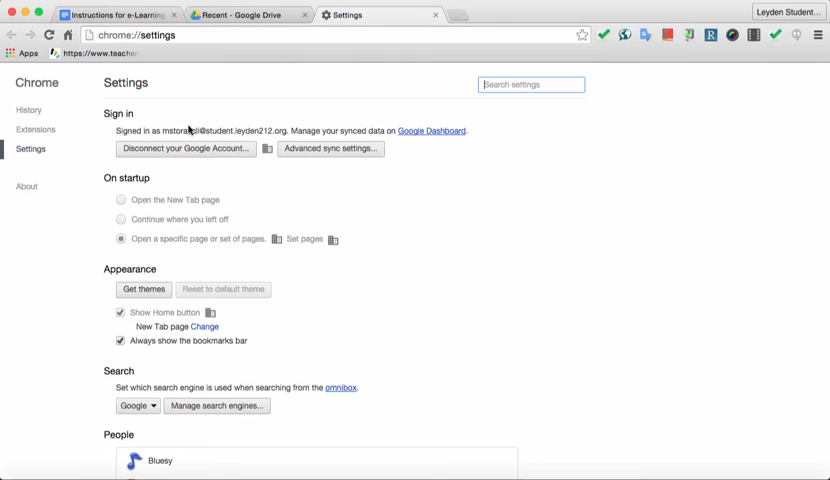 Instructions for e-Learning
Recent - Google Drive
Settings
Leyden Student...
chrome://settings
Apps
https://www.teacher
Chrome
Settings
Search settings
History
Extensions
Settings
About
Sign in
Signed in as @student.leyden212.org. Manage your synced data on Google Dashboard.
Disconnect your Google Account...
Advanced sync settings...
On startup
Open the New Tab page
Continue where you left off
Open a specific page or set of pages. Set pages
Appearance
Get themes
Reset to default theme
Show Home button
New Tab page Change
Always show the bookmarks bar
Search
Set which search engine is used when searching from the omnibox.
Google
Manage search engines...
People
Bluesy